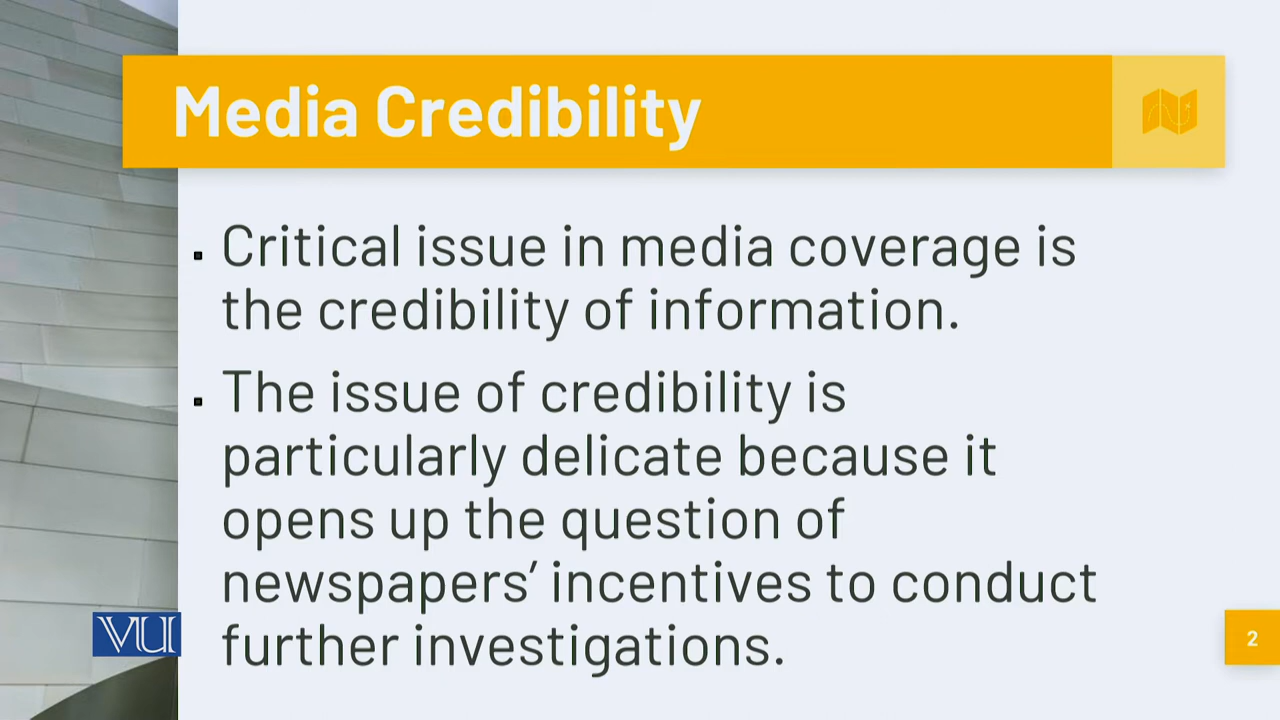 Media Credibility
▪ Critical issue in media coverage is
the credibility of information.
▪ The issue of credibility is
particularly delicate because it
opens up the question of
newspapers’ incentives to conduct
further investigations.
VU
2